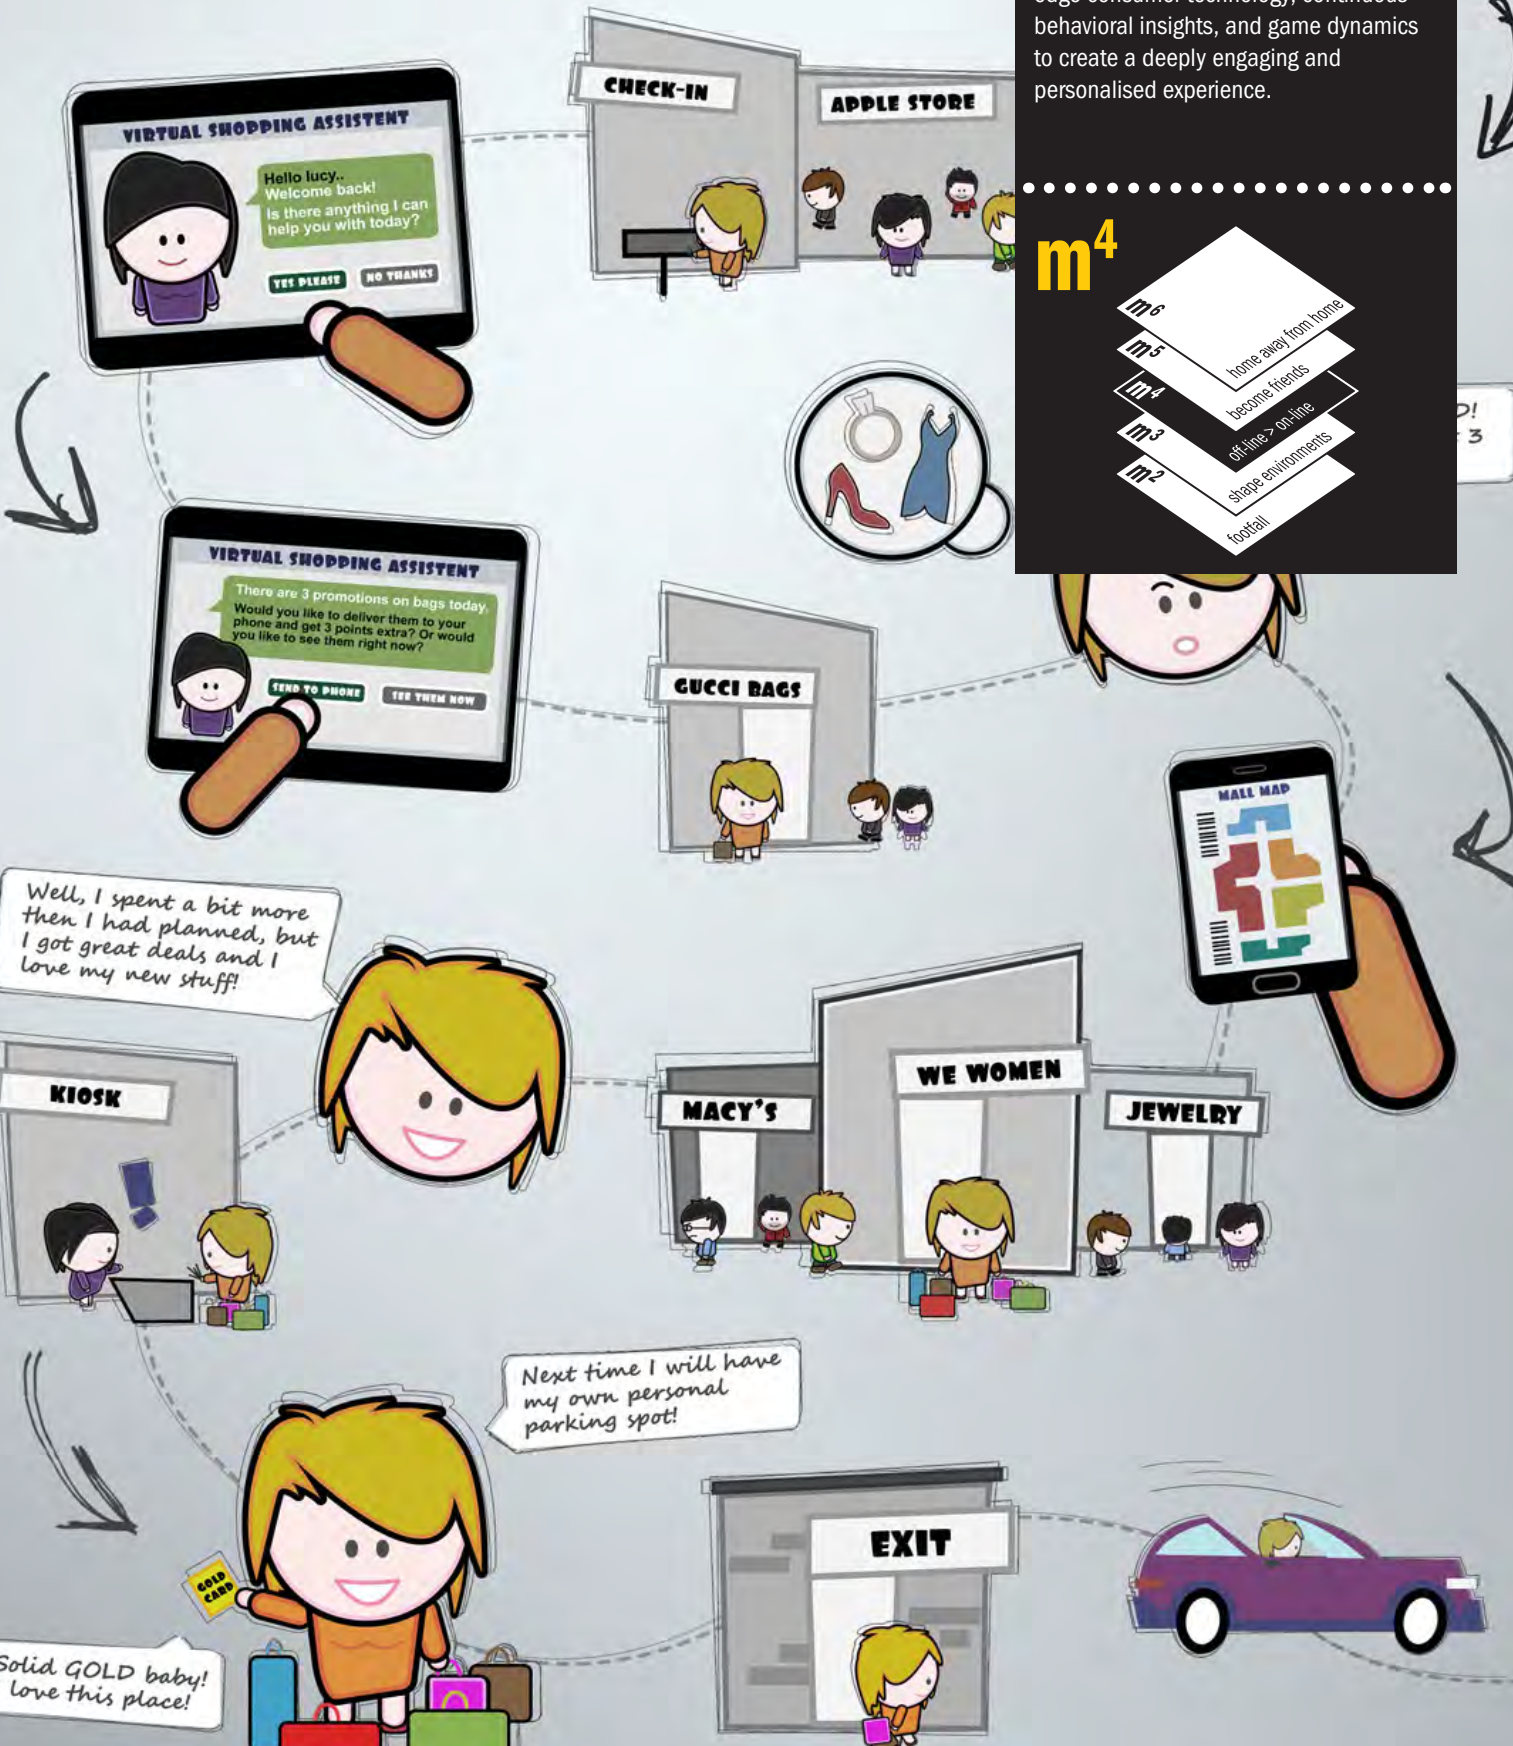 behavioral insights, and game dynamics
to create a deeply engaging and
personalised experience.
CHECK-IN
APPLE STORE
VIRTUAL SHOPPING ASSISTENT
Hello lucy..
Welcome back!
Is there anything I can
help you with today?
YES PLEASE
NO THANKS
m4
m6
home away from home
m5
become friends
m4
off-line > on-line
m3
shape environments
m2
footfall
3
VIRTUAL SHOPPING ASSISTENT
There are 3 promotions on bags today.
Would you like to deliver them to your
phone and get 3 points extra? Or would
you like to see them right now?
SEND TO PHONE
SEE THEM NOW
GUCCI BAGS
MALL MAP
Well, I spent a bit more
then I had planned, but
I got great deals and I
love my new stuff!
KIOSK
MACY'S
WE WOMEN
JEWELRY
Next time I will have
my own personal
parking spot!
EXIT
GOLD
CARD
Solid GOLD baby!
love this place!